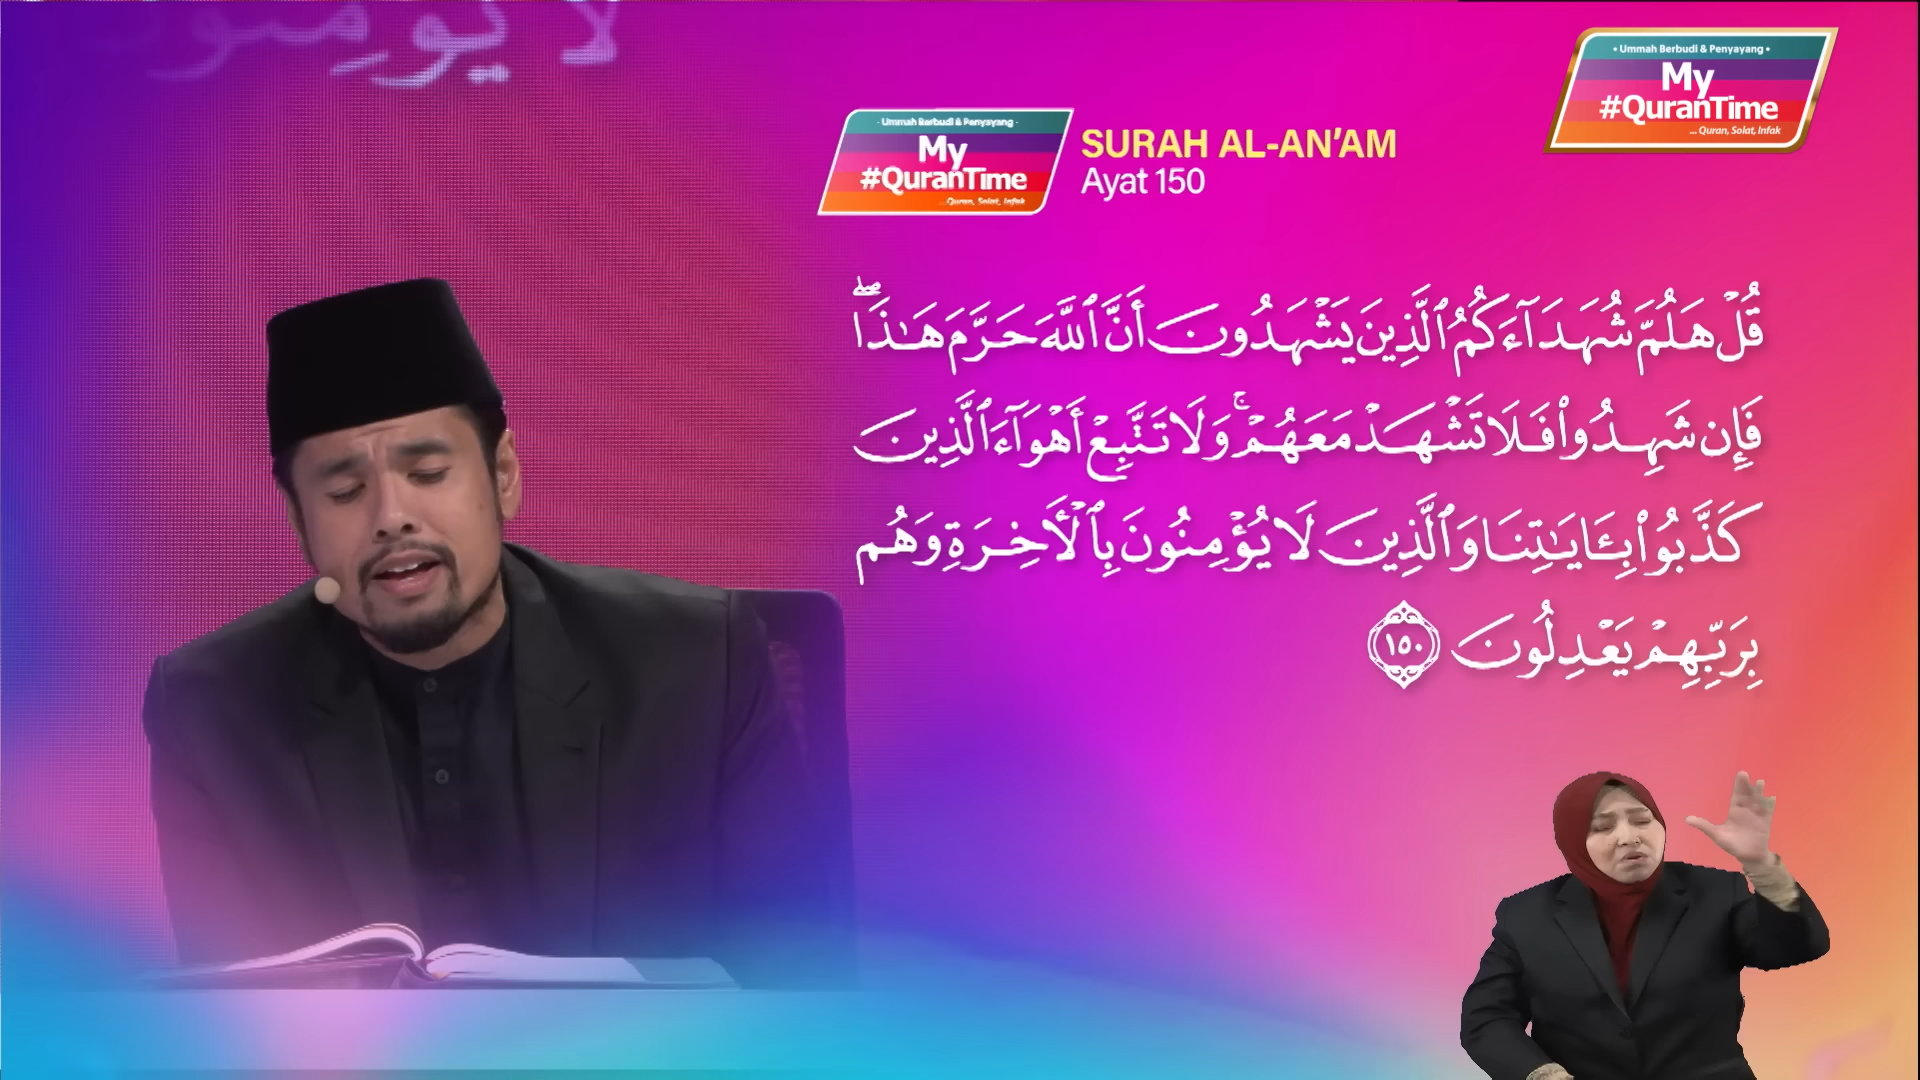 لَا يُؤْمِنُونَ
• Ummah Berbudi & Penyayang •
My
#QuranTime
... Quran, Solat, Infak
· Ummah Berbudi & Penyayang ·
My
#QuranTime
...Quran, Solat, Infak
SURAH AL-AN'AM
Ayat 150
قُلْ هَلُمَّ شُهَدَآءَكُمُ ٱلَّذِينَ يَشْهَدُونَ أَنَّ ٱللَّهَ حَرَّمَ هَـٰذَا ۖ
فَإِن شَهِدُوا۟ فَلَا تَشْهَدْ مَعَهُمْ ۚ وَلَا تَتَّبِعْ أَهْوَآءَ ٱلَّذِينَ
كَذَّبُوا۟ بِـَٔايَـٰتِنَا وَٱلَّذِينَ لَا يُؤْمِنُونَ بِٱلْأَخِرَةِ وَهُم
بِرَبِّهِمْ يَعْدِلُونَ ١٥٠